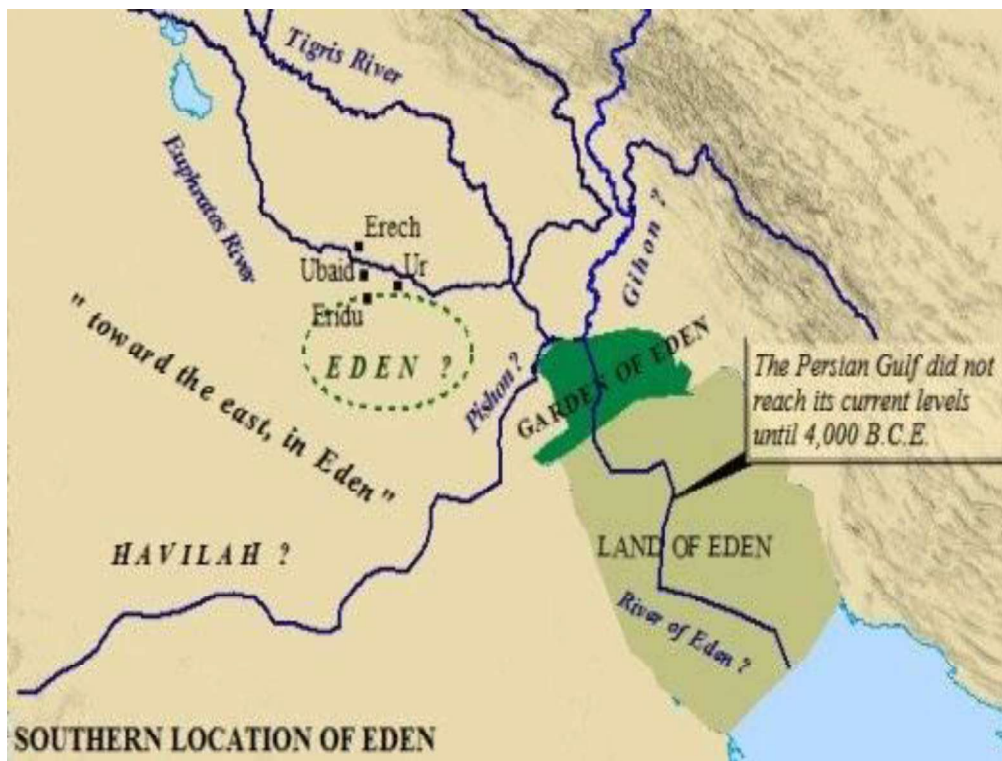 Tigris River
Euphratas River
Erech
Ubaid
Ur
Eridu
EDEN ?
Gihon ?
Pishon ?
GARDEN OF EDEN
" toward the east, in Eden "
The Persian Gulf did not
reach its current levels
until 4,000 B.C.E.
HAVILAH ?
LAND OF EDEN
River of Eden ?
SOUTHERN LOCATION OF EDEN